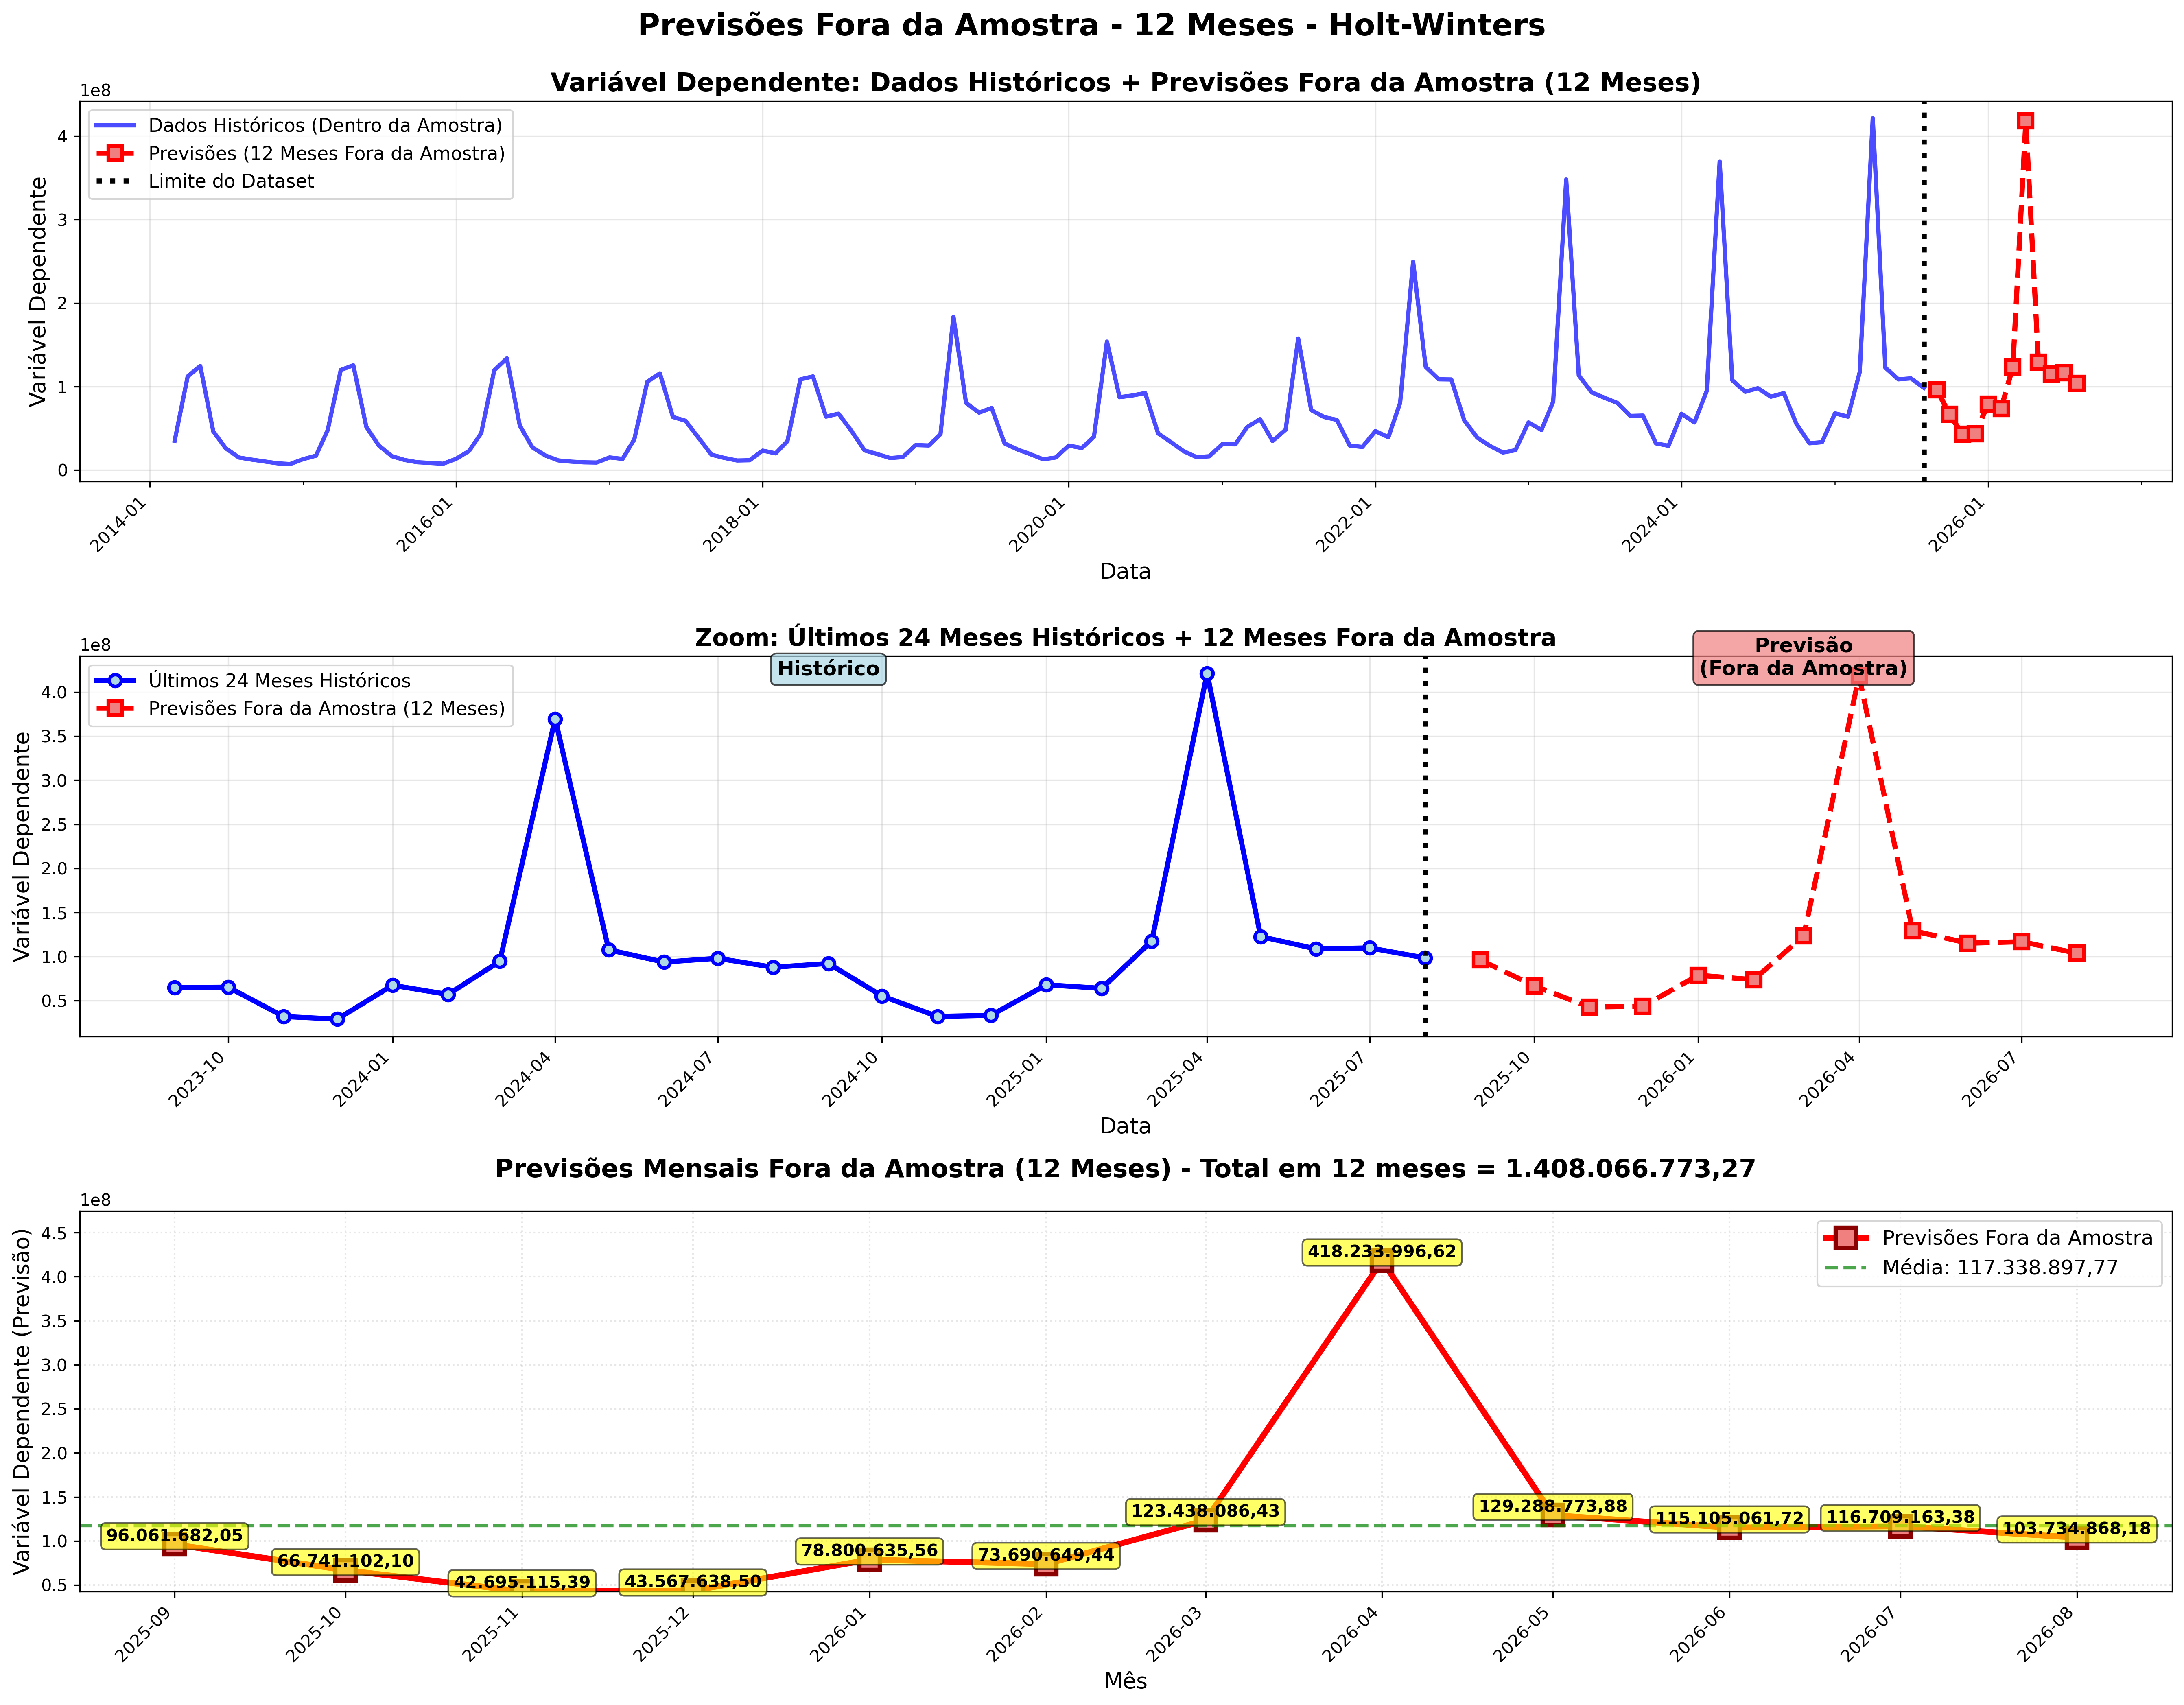 Previsões Fora da Amostra - 12 Meses - Holt-Winters
Variável Dependente: Dados Históricos + Previsões Fora da Amostra (12 Meses)
1e8
Dados Históricos (Dentro da Amostra)
Previsões (12 Meses Fora da Amostra)
Limite do Dataset
Variável Dependente
4
3
2
1
0
2014-01
2016-01
2018-01
2020-01
2022-01
2024-01
2026-01
Data
Zoom: Últimos 24 Meses Históricos + 12 Meses Fora da Amostra
1e8
Últimos 24 Meses Históricos
Previsões Fora da Amostra (12 Meses)
Histórico
Previsão
(Fora da Amostra)
Variável Dependente
4.0
3.5
3.0
2.5
2.0
1.5
1.0
0.5
2023-10
2024-01
2024-04
2024-07
2024-10
2025-01
2025-04
2025-07
2025-10
2026-01
2026-04
2026-07
Data
Previsões Mensais Fora da Amostra (12 Meses) - Total em 12 meses = 1.408.066.773,27
1e8
Previsões Fora da Amostra
Média: 117.338.897,77
Variável Dependente (Previsão)
4.5
4.0
3.5
3.0
2.5
2.0
1.5
1.0
0.5
96.061.682,05
66.741.102,10
42.695.115,39
43.567.638,50
78.800.635,56
73.690.649,44
123.438.086,43
418.233.996,62
129.288.773,88
115.105.061,72
116.709.163,38
103.734.868,18
2025-09
2025-10
2025-11
2025-12
2026-01
2026-02
2026-03
2026-04
2026-05
2026-06
2026-07
2026-08
Mês